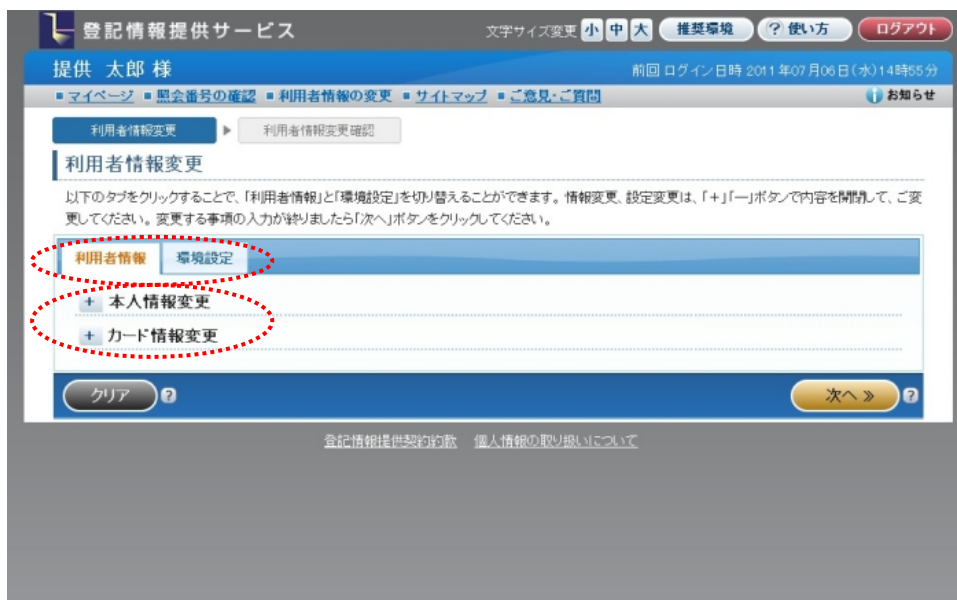 登記情報提供サービス 文字サイズ変更 小 中 大 推奨環境 ? 使い方 ログアウト
提供 太郎 様 前回 ログイン日時 2011年07月06日(水)14時55分
■ マイページ ■ 照会番号の確認 ■ 利用者情報の変更 ■ サイトマップ ■ ご意見・ご質問 i お知らせ
利用者情報変更 ▶ 利用者情報変更確認
利用者情報変更
以下のタブをクリックすることで、「利用者情報」と「環境設定」を切り替えることができます。情報変更、設定変更は、「+」「ー」ボタンで内容を開閉して、ご変
更してください。変更する事項の入力が終りましたら「次へ」ボタンをクリックしてください。
利用者情報 環境設定
+ 本人情報変更
+ カード情報変更
クリア ? 次へ » ?
登記情報提供契約約款 個人情報の取り扱いについて